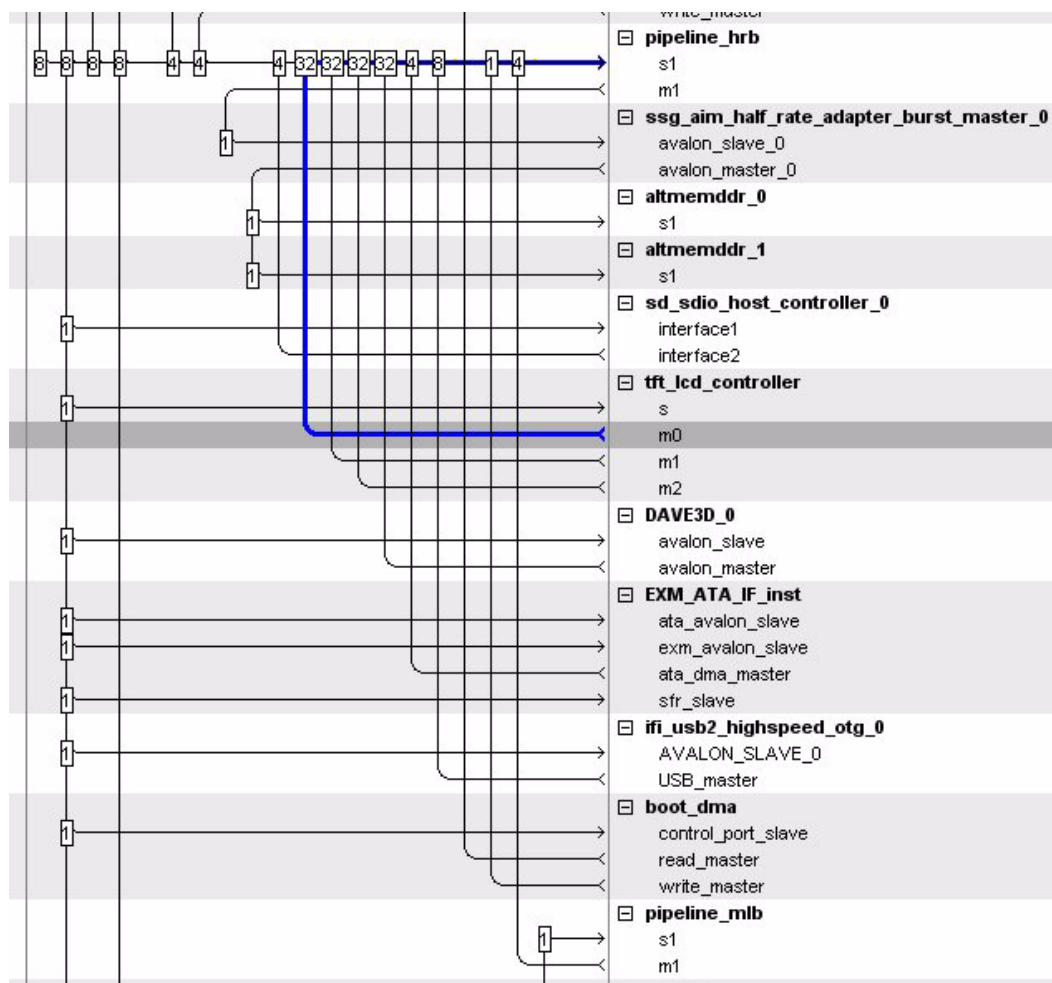 write_master
pipeline_hrb
8 8 8 8 4 4 4 32 32 32 32 4 8 1 4 s1
m1
ssg_aim_half_rate_adapter_burst_master_0
1 avalon_slave_0
avalon_master_0
altmemddr_0
1 s1
altmemddr_1
1 s1
sd_sdio_host_controller_0
1 interface1
interface2
tft_lcd_controller
1 s
m0
m1
m2
DAVE3D_0
1 avalon_slave
avalon_master
EXM_ATA_IF_inst
1 ata_avalon_slave
1 exm_avalon_slave
ata_dma_master
1 sfr_slave
ifi_usb2_highspeed_otg_0
1 AVALON_SLAVE_0
USB_master
boot_dma
1 control_port_slave
read_master
write_master
pipeline_mlb
1 s1
m1